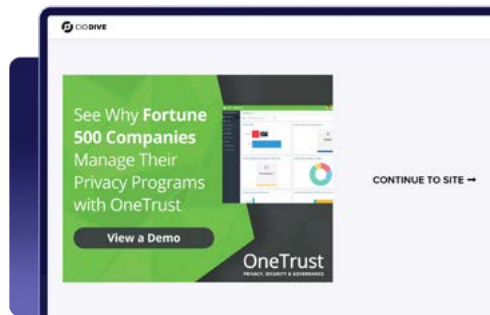 CIODIVE
See Why Fortune
500 Companies
Manage Their
Privacy Programs
with OneTrust
View a Demo
OneTrust
PRIVACY, SECURITY & GOVERNANCE
CONTINUE TO SITE →